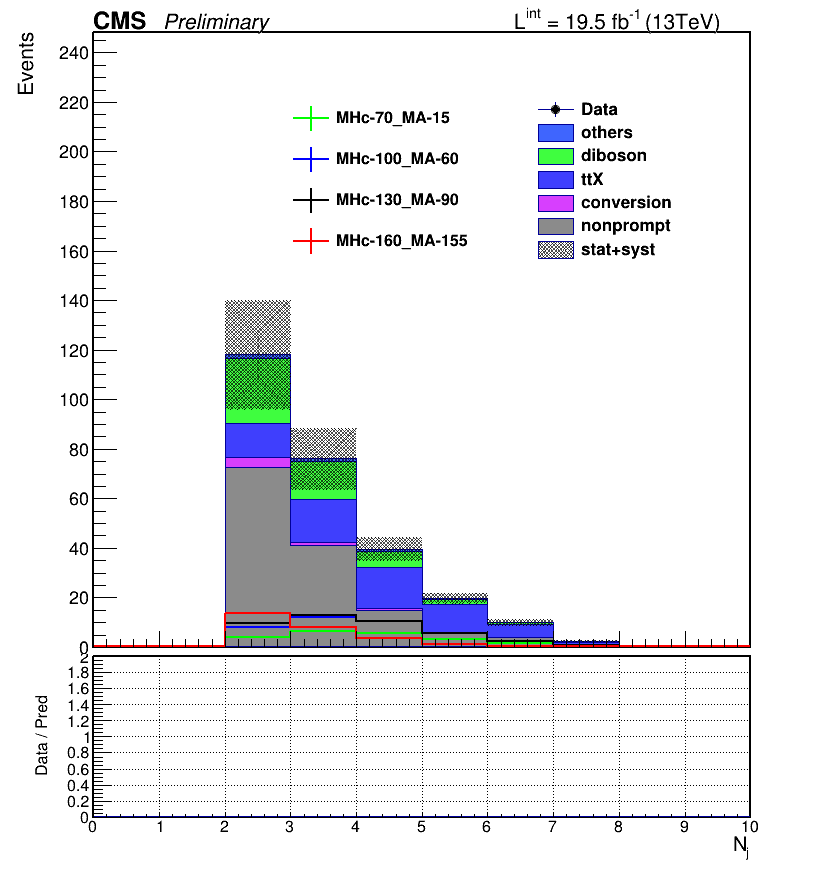 CMS Preliminary L^int = 19.5 fb^-1 (13TeV)
Events
240
220
200
180
160
140
120
100
80
60
40
20
0
MHc-70_MA-15
MHc-100_MA-60
MHc-130_MA-90
MHc-160_MA-155
Data
others
diboson
ttX
conversion
nonprompt
stat+syst
Data / Pred
2
1.8
1.6
1.4
1.2
1
0.8
0.6
0.4
0.2
0
0 1 2 3 4 5 6 7 8 9 10
N_j